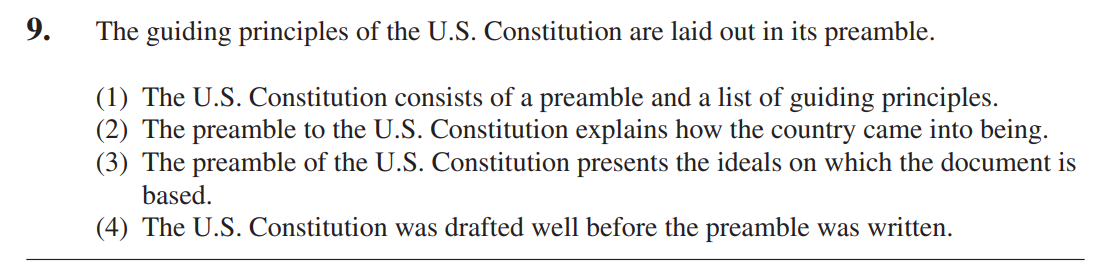 9. The guiding principles of the U.S. Constitution are laid out in its preamble.
(1) The U.S. Constitution consists of a preamble and a list of guiding principles.
(2) The preamble to the U.S. Constitution explains how the country came into being.
(3) The preamble of the U.S. Constitution presents the ideals on which the document is
based.
(4) The U.S. Constitution was drafted well before the preamble was written.